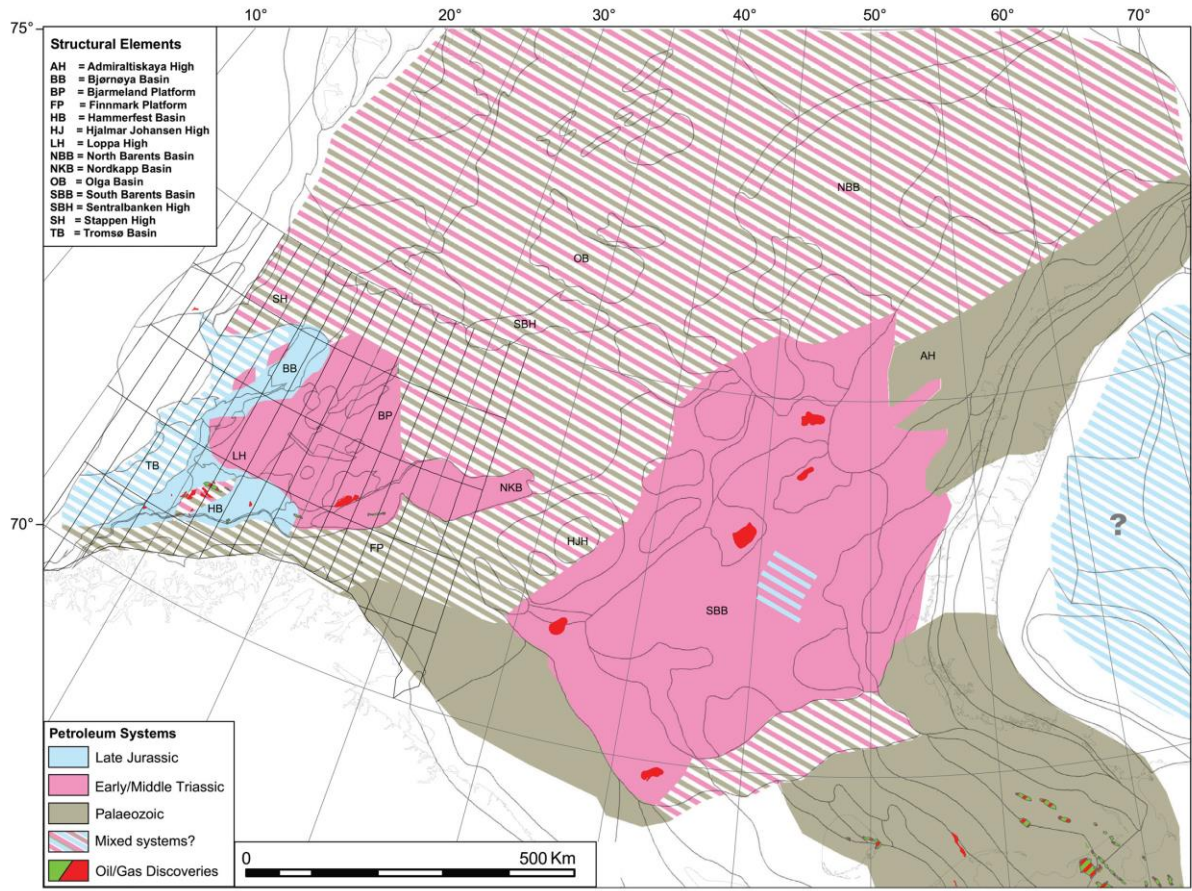 10° 20° 30° 40° 50° 60° 70°
75°
Structural Elements
AH = Admiraltiskaya High
BB = Bjørnøya Basin
BP = Bjarmeland Platform
FP = Finnmark Platform
HB = Hammerfest Basin
HJ = Hjalmar Johansen High
LH = Loppa High
NBB = North Barents Basin
NKB = Nordkapp Basin
OB = Olga Basin
SBB = South Barents Basin
SBH = Sentralbanken High
SH = Stappen High
TB = Tromsø Basin
NBB
OB
SH
SBH
AH
BB
BP
LH
TB
NKB
HB
70°
?
HJH
FP
SBB
Petroleum Systems
Late Jurassic
Early/Middle Triassic
Palaeozoic
Mixed systems?
Oil/Gas Discoveries
0 500 Km